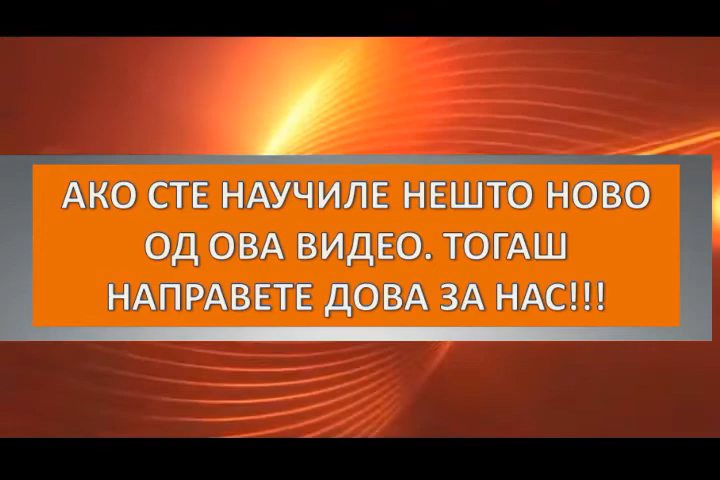 АКО СТЕ НАУЧИЛЕ НЕШТО НОВО
ОД ОВА ВИДЕО. ТОГАШ
НАПРАВЕТЕ ДОВА ЗА НАС!!!